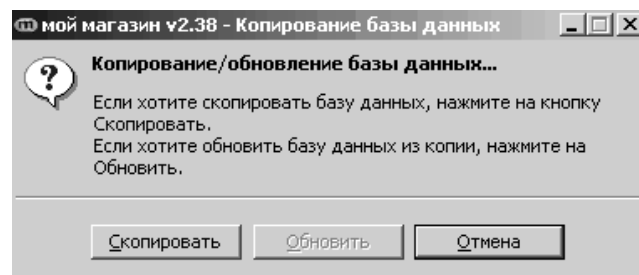 мой магазин v2.38 - Копирование базы данных
Копирование/обновление базы данных...
Если хотите скопировать базу данных, нажмите на кнопку
Скопировать.
Если хотите обновить базу данных из копии, нажмите на
Обновить.
Скопировать Обновить Отмена